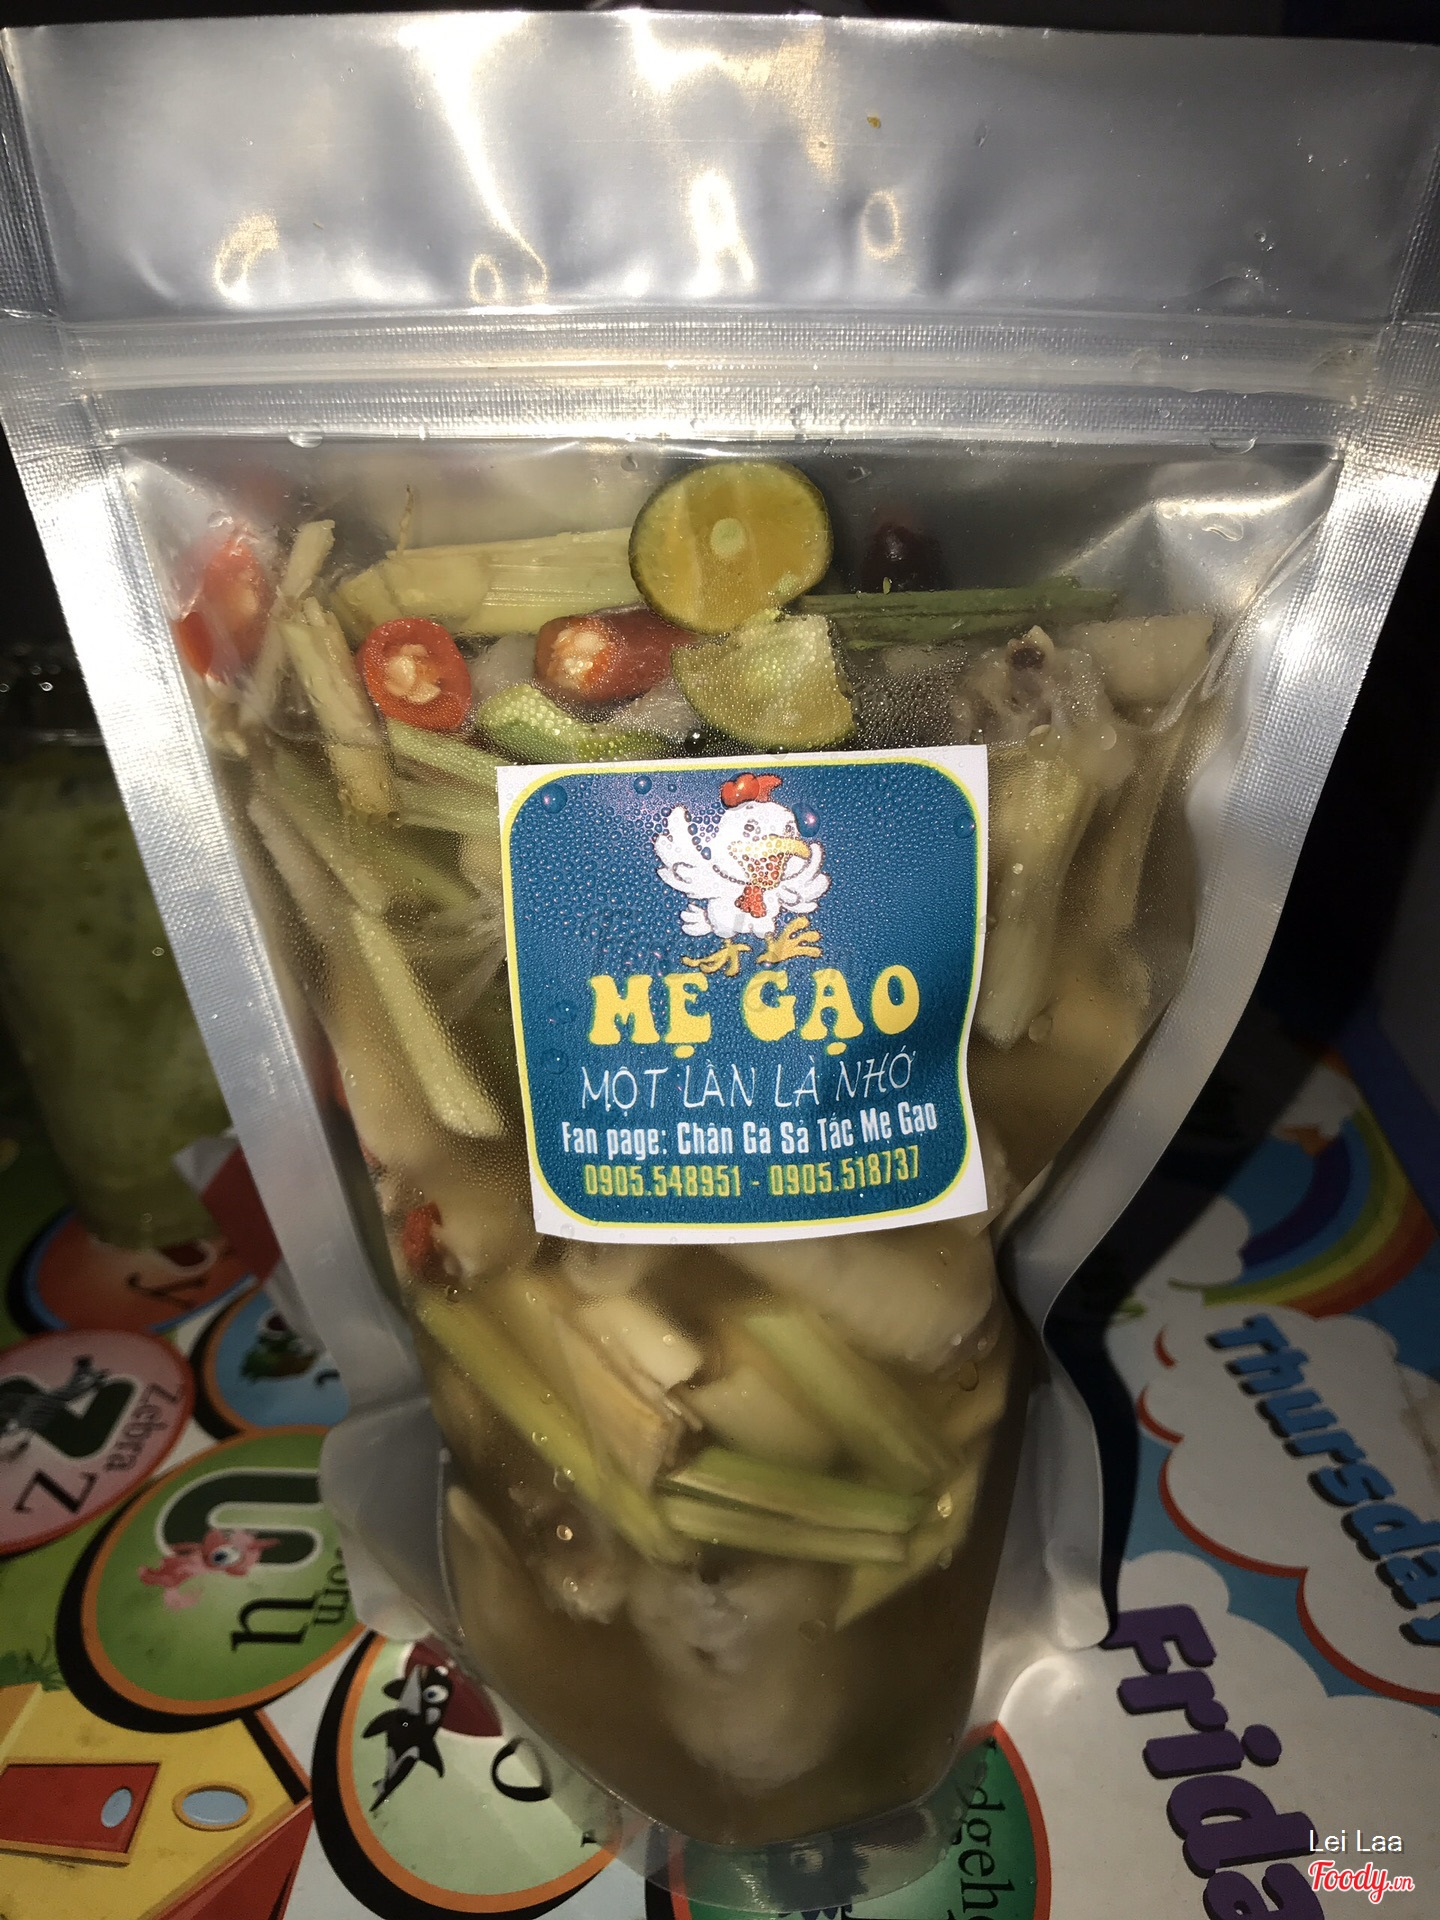 MẸ GẠO
MỘT LẦN LÀ NHỚ
Fan page: Chân Gà Sả Tắc Mẹ Gạo
0905.548951 - 0905.518737
Thursday
Friday
y
Zebra
Z
U
u
O
Lei Laa
Foody.vn